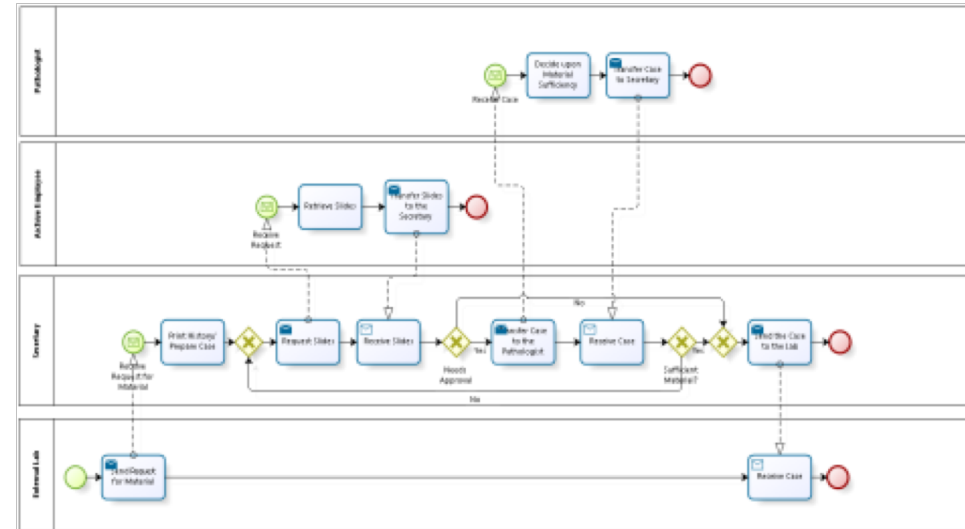 Pathologist
Decide upon
Material
Sufficiency
Transfer Case
to Secretary
Receive Case
Archive Employee
Retrieve Slides
Transfer Slides
to the
Secretary
Receive
Request
Secretary
Print History/
Prepare Case
Request Slides
Receive Slides
No
Yes
Transfer Case
to the
Pathologist
Receive Case
Yes
Send the Case
to the Lab
Receive
Request for
Material
Needs
Approval
Sufficient
Material?
No
External Lab
Send Request
for Material
Receive Case